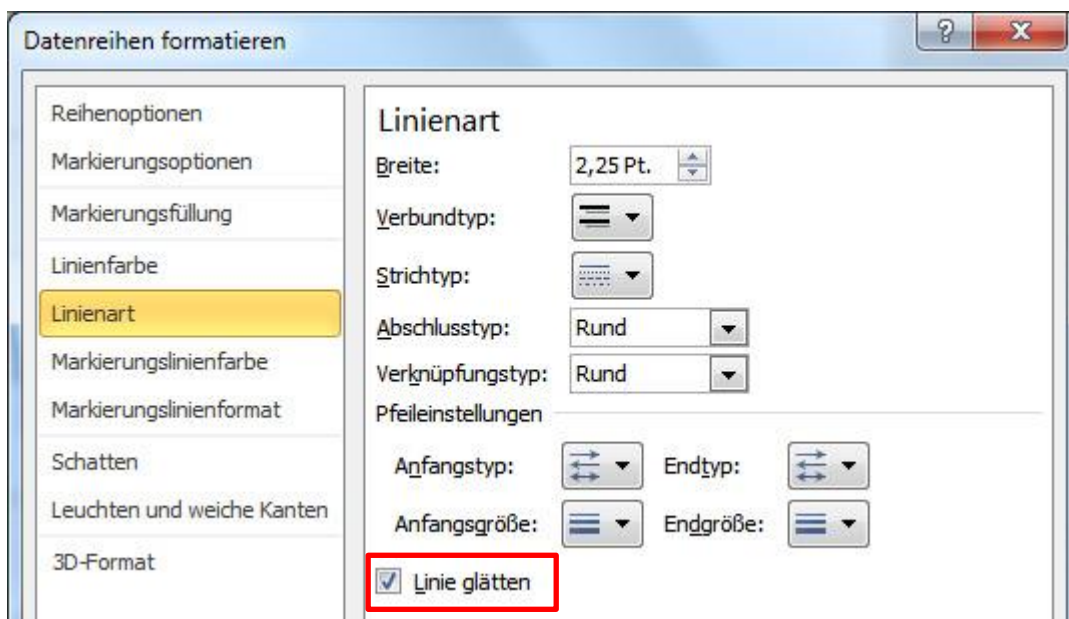 Datenreihen formatieren
Reihenoptionen
Markierungsoptionen
Markierungsfüllung
Linienfarbe
Linienart
Markierungslinienfarbe
Markierungslinienformat
Schatten
Leuchten und weiche Kanten
3D-Format
Linienart
Breite: 2,25 Pt.
Verbundtyp:
Strichtyp:
Abschlusstyp: Rund
Verknüpfungstyp: Rund
Pfeileinstellungen
Anfangstyp: Endtyp:
Anfangsgröße: Endgröße:
Linie glätten